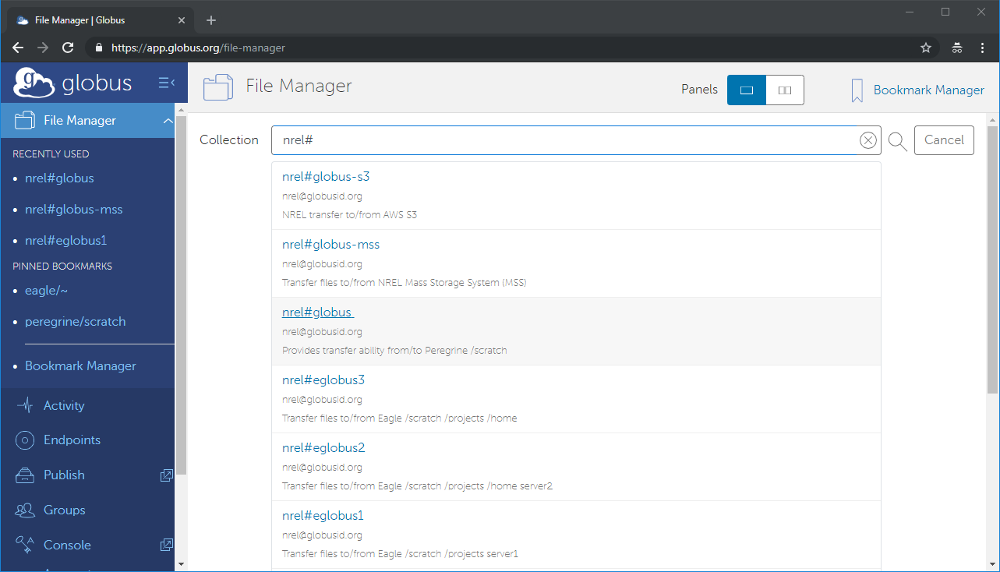 File Manager | Globus
https://app.globus.org/file-manager
globus
File Manager
Panels
Bookmark Manager
File Manager
RECENTLY USED
nrel#globus
nrel#globus-mss
nrel#eglobus1
PINNED BOOKMARKS
eagle/~
peregrine/scratch
Bookmark Manager
Activity
Endpoints
Publish
Groups
Console
Collection
nrel#
Cancel
nrel#globus-s3
nrel@globusid.org
NREL transfer to/from AWS S3
nrel#globus-mss
nrel@globusid.org
Transfer files to/from NREL Mass Storage System (MSS)
nrel#globus
nrel@globusid.org
Provides transfer ability from/to Peregrine /scratch
nrel#eglobus3
nrel@globusid.org
Transfer files to/from Eagle /scratch /projects /home
nrel#eglobus2
nrel@globusid.org
Transfer files to/from Eagle /scratch /projects /home server2
nrel#eglobus1
nrel@globusid.org
Transfer files to/from Eagle /scratch /projects server1